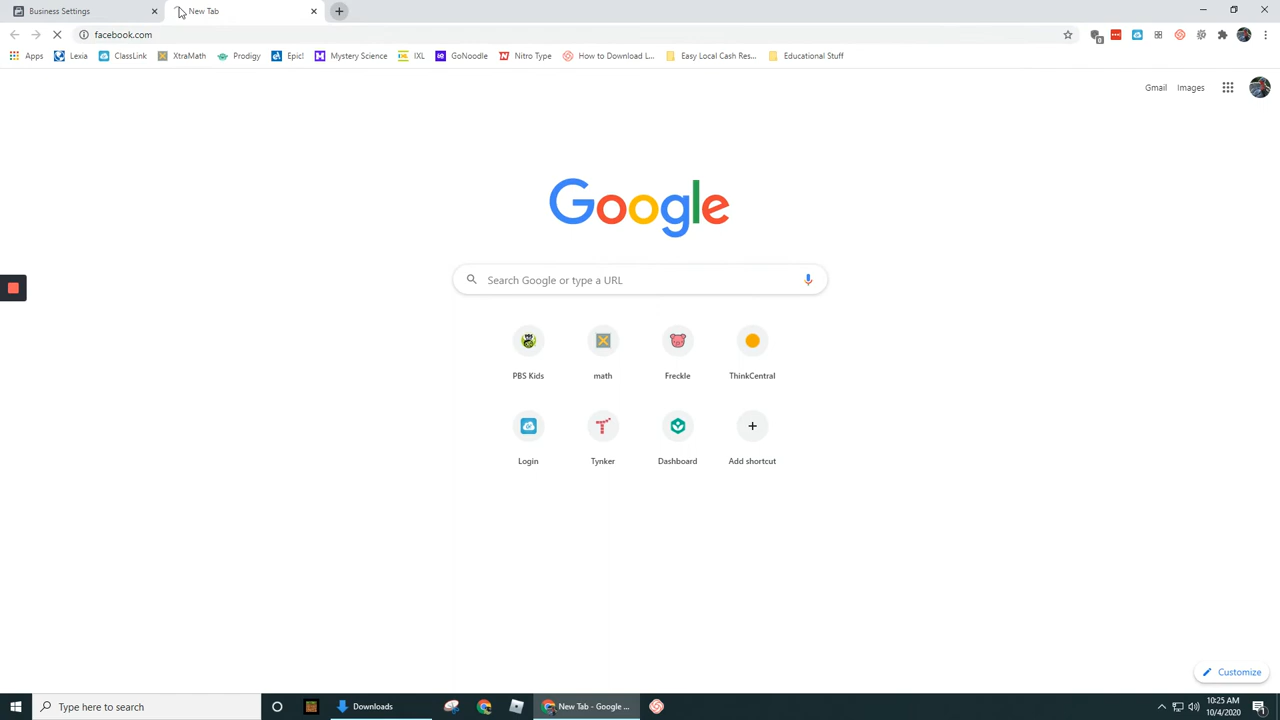 Business Settings
New Tab
facebook.com
Apps Lexia ClassLink XtraMath Prodigy Epic! Mystery Science IXL GoNoodle Nitro Type How to Download L... Easy Local Cash Res... Educational Stuff
Gmail Images
Google
Search Google or type a URL
PBS Kids math Freckle ThinkCentral
Login Tynker Dashboard Add shortcut
Customize
Type here to search Downloads New Tab - Google ... 10:25 AM
10/4/2020